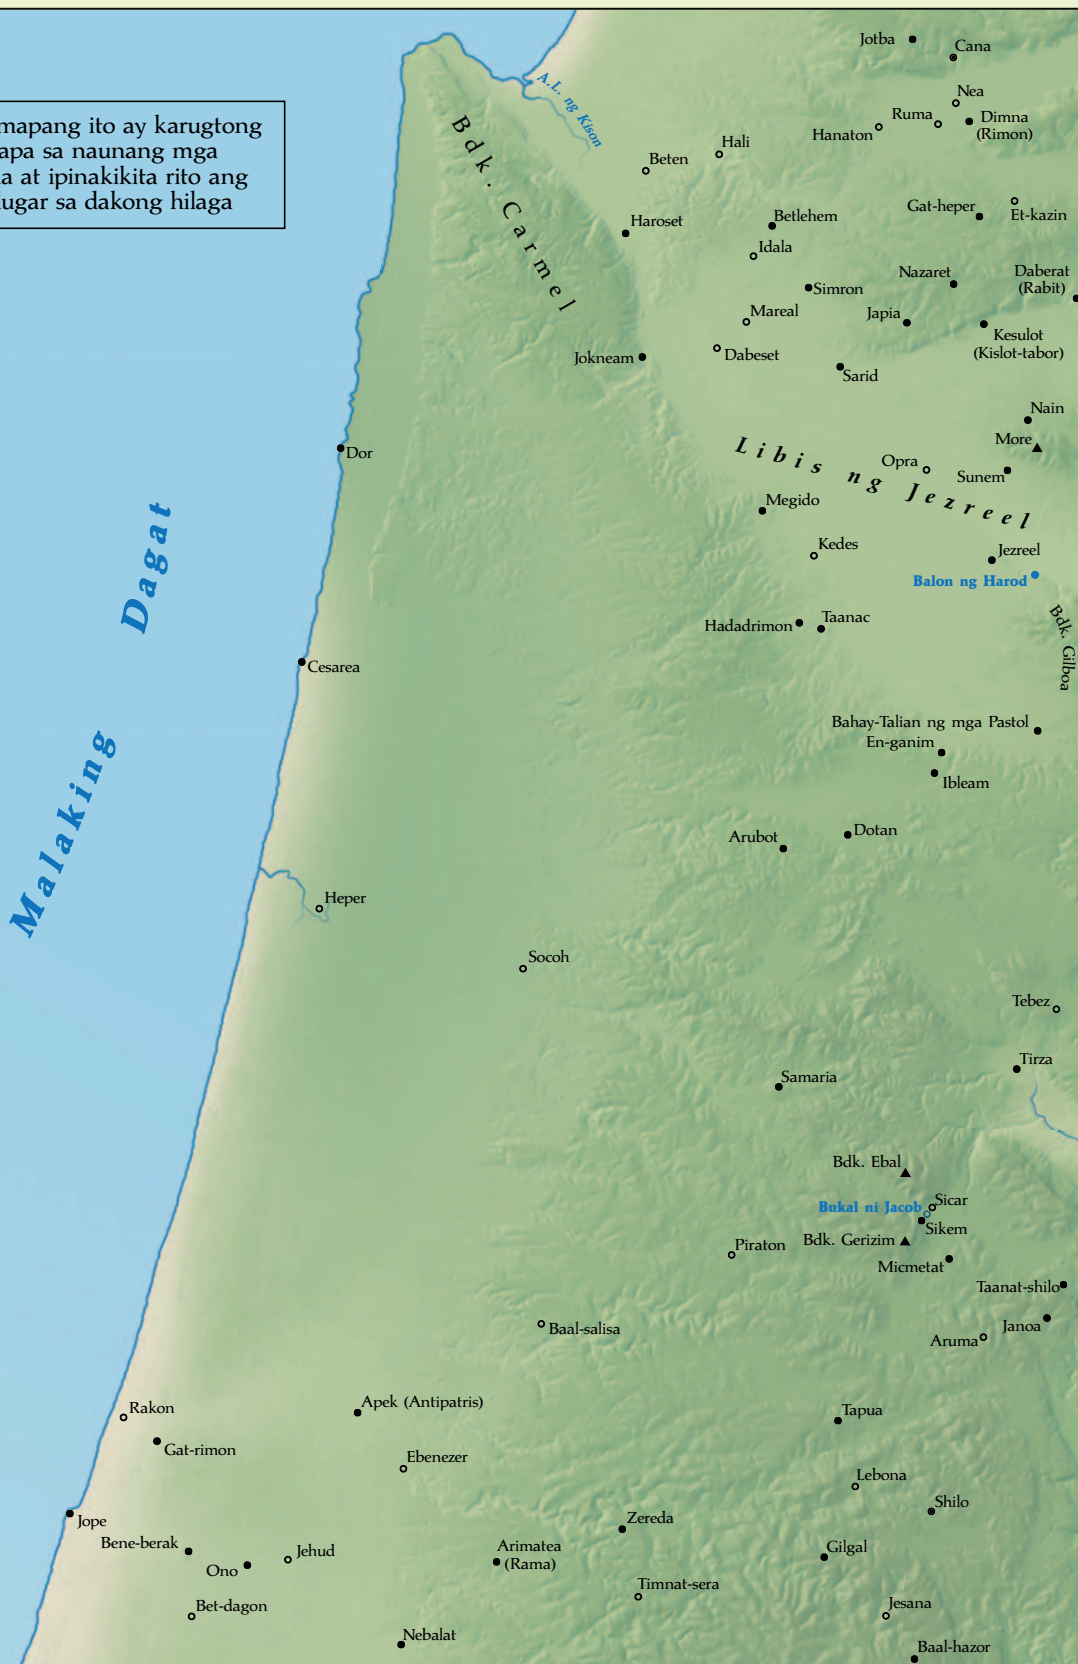 mapang ito ay karugtong
apa sa naunang mga
a at ipinakikita rito ang
lugar sa dakong hilaga
Jotba
Cana
A.L. ng Kison
Nea
Ruma
Dimna
(Rimon)
Hanaton
Hali
Beten
Bdk. Carmel
Gat-heper
Et-kazin
Betlehem
Haroset
Idala
Nazaret
Daberat
(Rabit)
Simron
Mareal
Japia
Kesulot
(Kislot-tabor)
Jokneam
Dabeset
Sarid
Nain
More
Dor
Libis ng Jezreel
Opra
Sunem
Megido
Kedes
Jezreel
Balon ng Harod
Malaking Dagat
Hadadrimon
Taanac
Bdk. Gilboa
Cesarea
Bahay-Talian ng mga Pastol
En-ganim
Ibleam
Arubot
Dotan
Heper
Socoh
Tebez
Tirza
Samaria
Bdk. Ebal
Sicar
Bukal ni Jacob
Sikem
Bdk. Gerizim
Piraton
Micmetat
Taanat-shilo
Baal-salisa
Janoa
Aruma
Rakon
Apek (Antipatris)
Tapua
Gat-rimon
Ebenezer
Lebona
Shilo
Jope
Zereda
Bene-berak
Jehud
Arimatea
(Rama)
Gilgal
Ono
Timnat-sera
Bet-dagon
Jesana
Nebalat
Baal-hazor